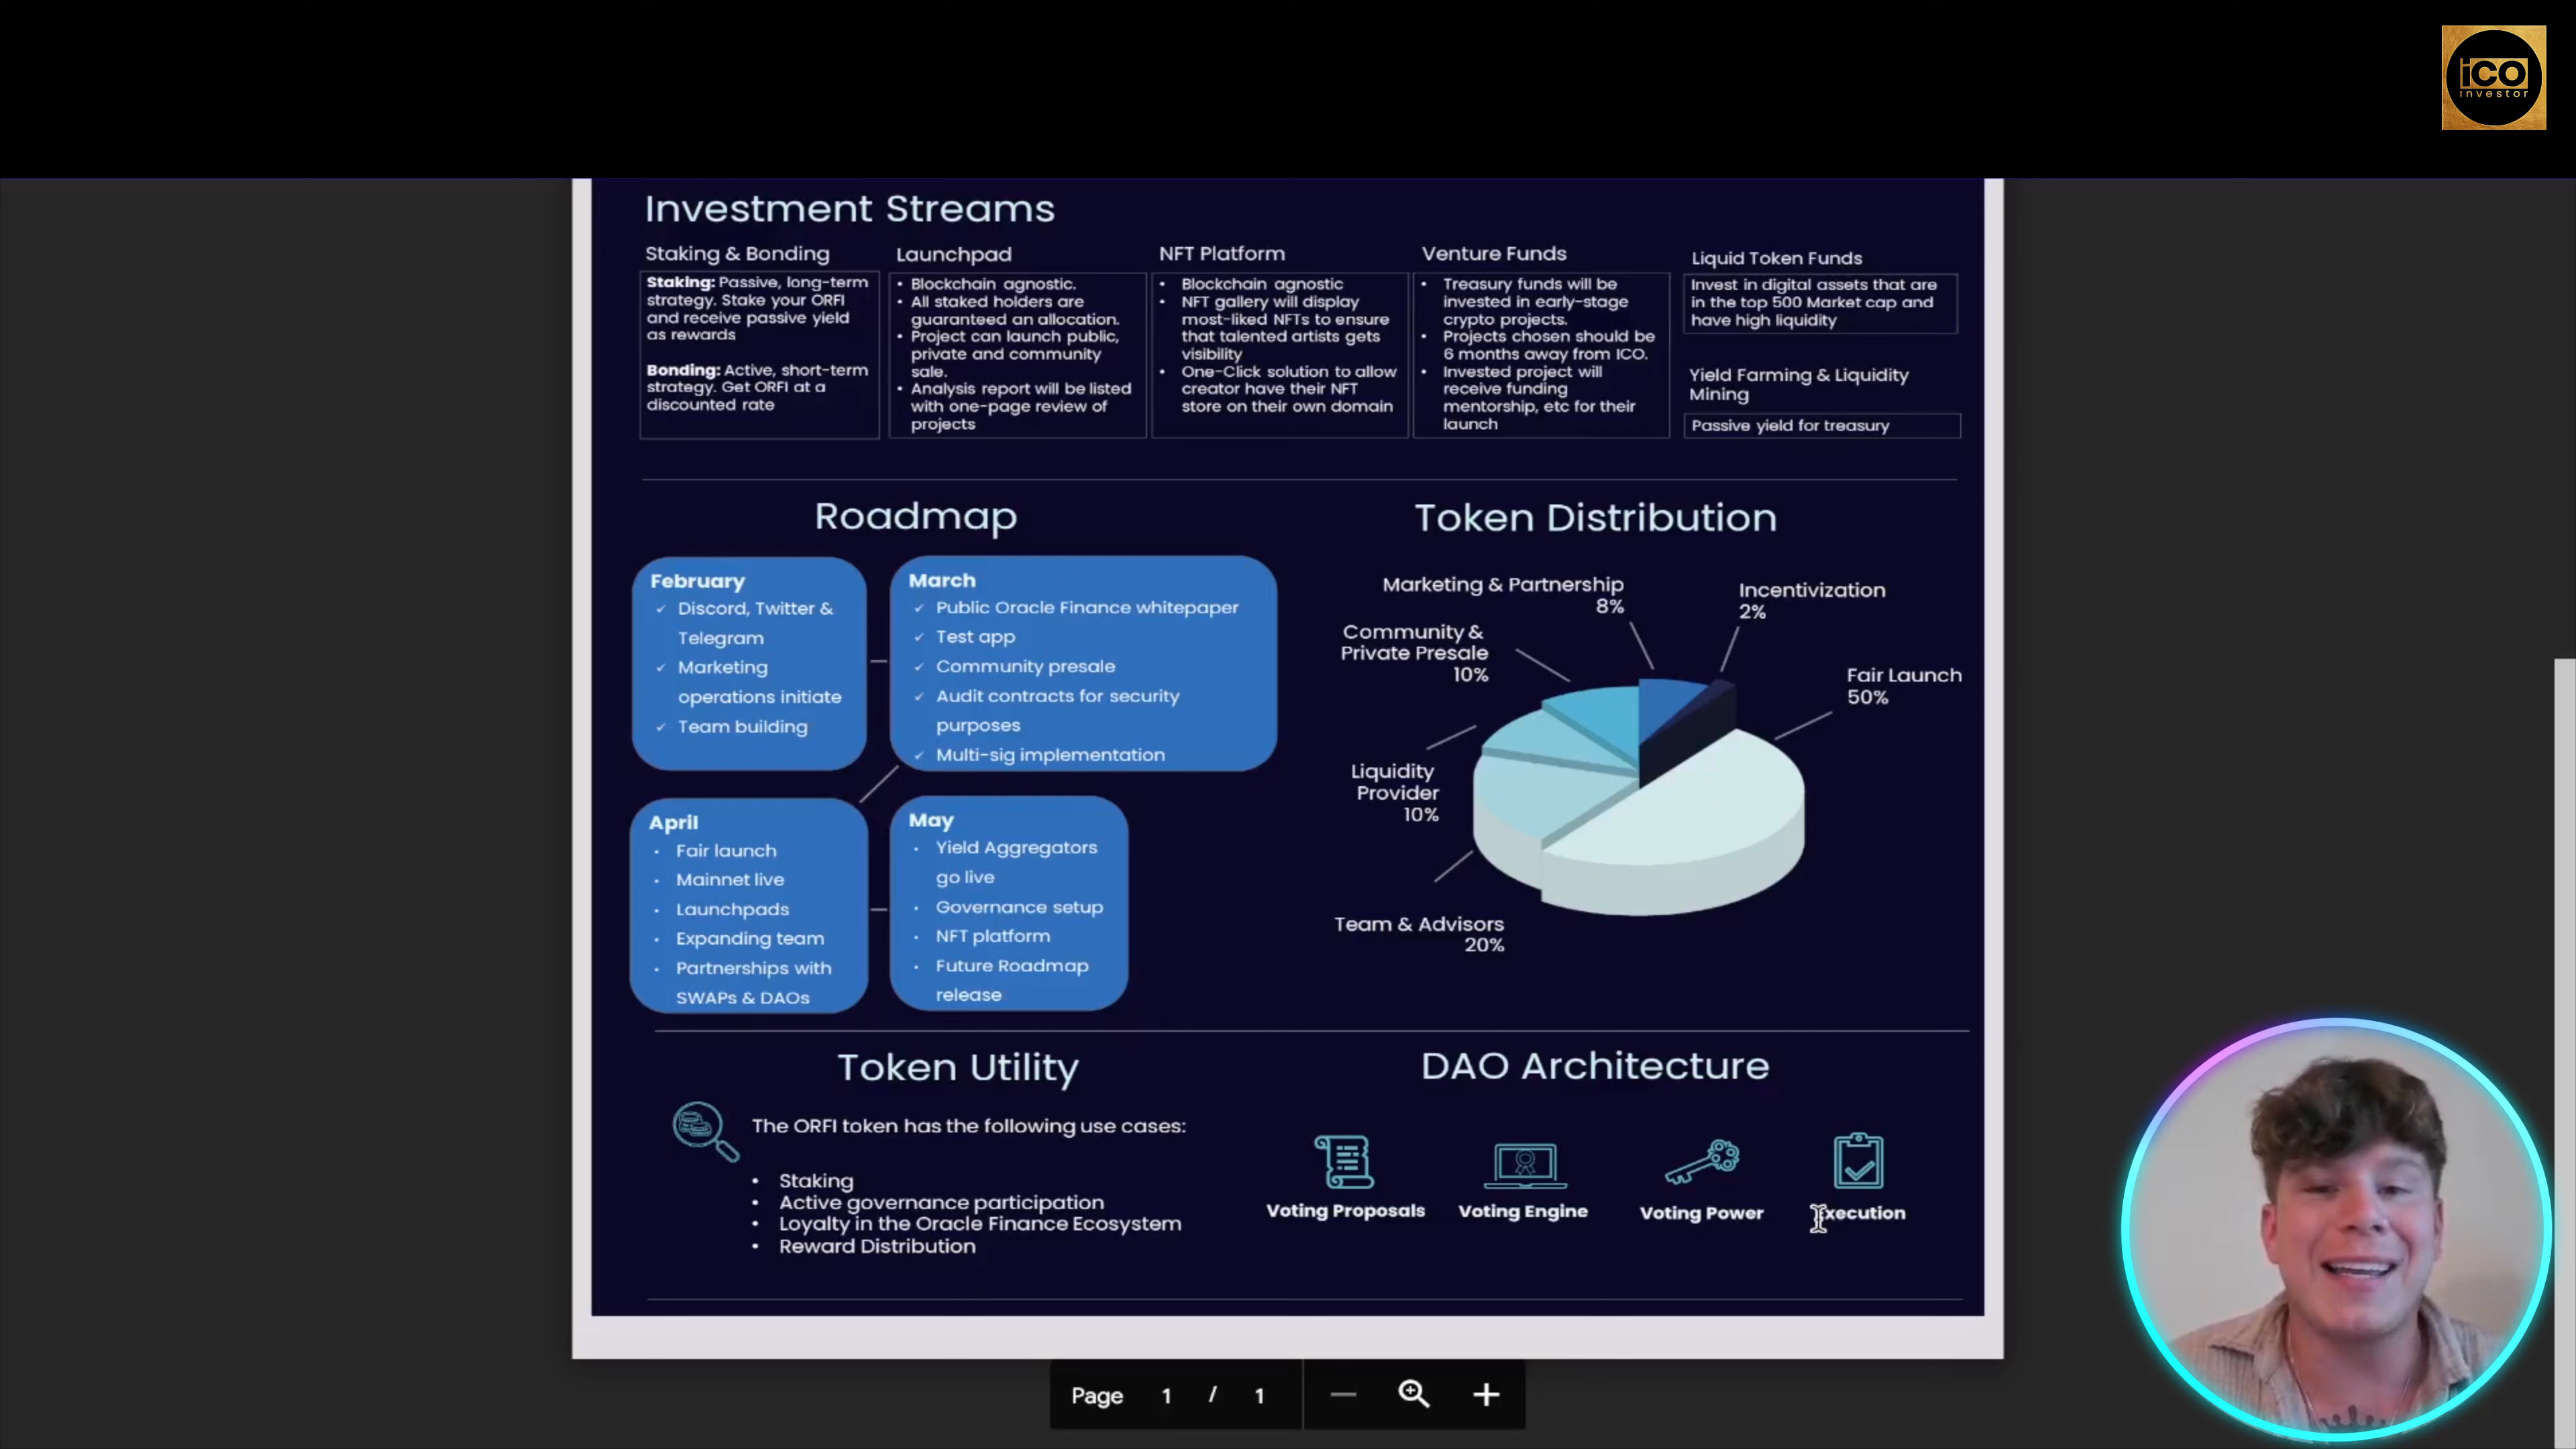 iCO
investor
Investment Streams
Staking & Bonding
Staking: Passive, long-term
strategy. Stake your ORFI
and receive passive yield
as rewards
Bonding: Active, short-term
strategy. Get ORFI at a
discounted rate
Launchpad
• Blockchain agnostic.
• All staked holders are
guaranteed an allocation.
• Project can launch public,
private and community
sale.
• Analysis report will be listed
with one-page review of
projects
NFT Platform
• Blockchain agnostic
• NFT gallery will display
most-liked NFTs to ensure
that talented artists gets
visibility
• One-Click solution to allow
creator have their NFT
store on their own domain
Venture Funds
• Treasury funds will be
invested in early-stage
crypto projects.
• Projects chosen should be
6 months away from ICO.
• Invested project will
receive funding
mentorship, etc for their
launch
Liquid Token Funds
Invest in digital assets that are
in the top 500 Market cap and
have high liquidity
Yield Farming & Liquidity
Mining
Passive yield for treasury
Roadmap
February
✓ Discord, Twitter &
Telegram
✓ Marketing
operations initiate
✓ Team building
March
✓ Public Oracle Finance whitepaper
✓ Test app
✓ Community presale
✓ Audit contracts for security
purposes
✓ Multi-sig implementation
April
• Fair launch
• Mainnet live
• Launchpads
• Expanding team
• Partnerships with
SWAPs & DAOs
May
• Yield Aggregators
go live
• Governance setup
• NFT platform
• Future Roadmap
release
Token Distribution
Marketing & Partnership
8%
Incentivization
2%
Community &
Private Presale
10%
Fair Launch
50%
Liquidity
Provider
10%
Team & Advisors
20%
Token Utility
The ORFI token has the following use cases:
• Staking
• Active governance participation
• Loyalty in the Oracle Finance Ecosystem
• Reward Distribution
DAO Architecture
Voting Proposals
Voting Engine
Voting Power
Execution
Page 1 / 1